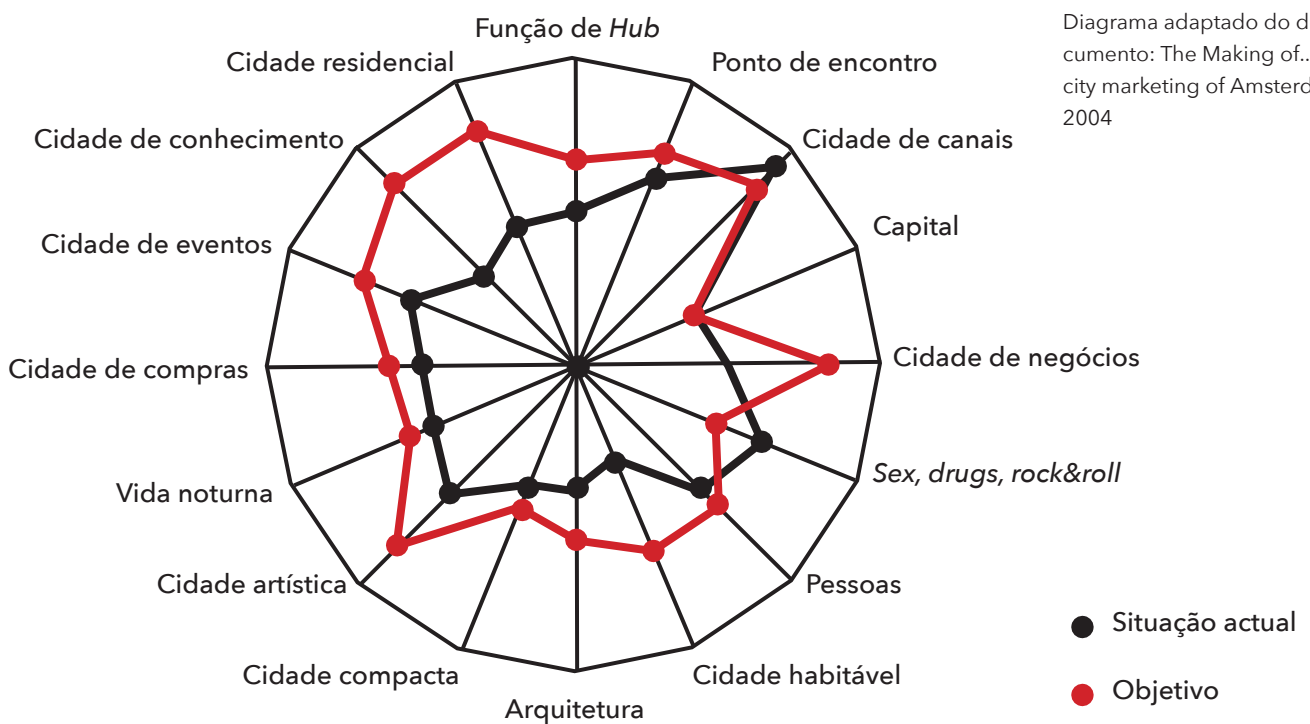 Função de Hub
Ponto de encontro
Cidade de canais
Capital
Cidade de negócios
Sex, drugs, rock&roll
Pessoas
Cidade habitável
Arquitetura
Cidade compacta
Cidade artística
Vida noturna
Cidade de compras
Cidade de eventos
Cidade de conhecimento
Cidade residencial
Diagrama adaptado do d
cumento: The Making of..
city marketing of Amsterd
2004
Situação actual
Objetivo